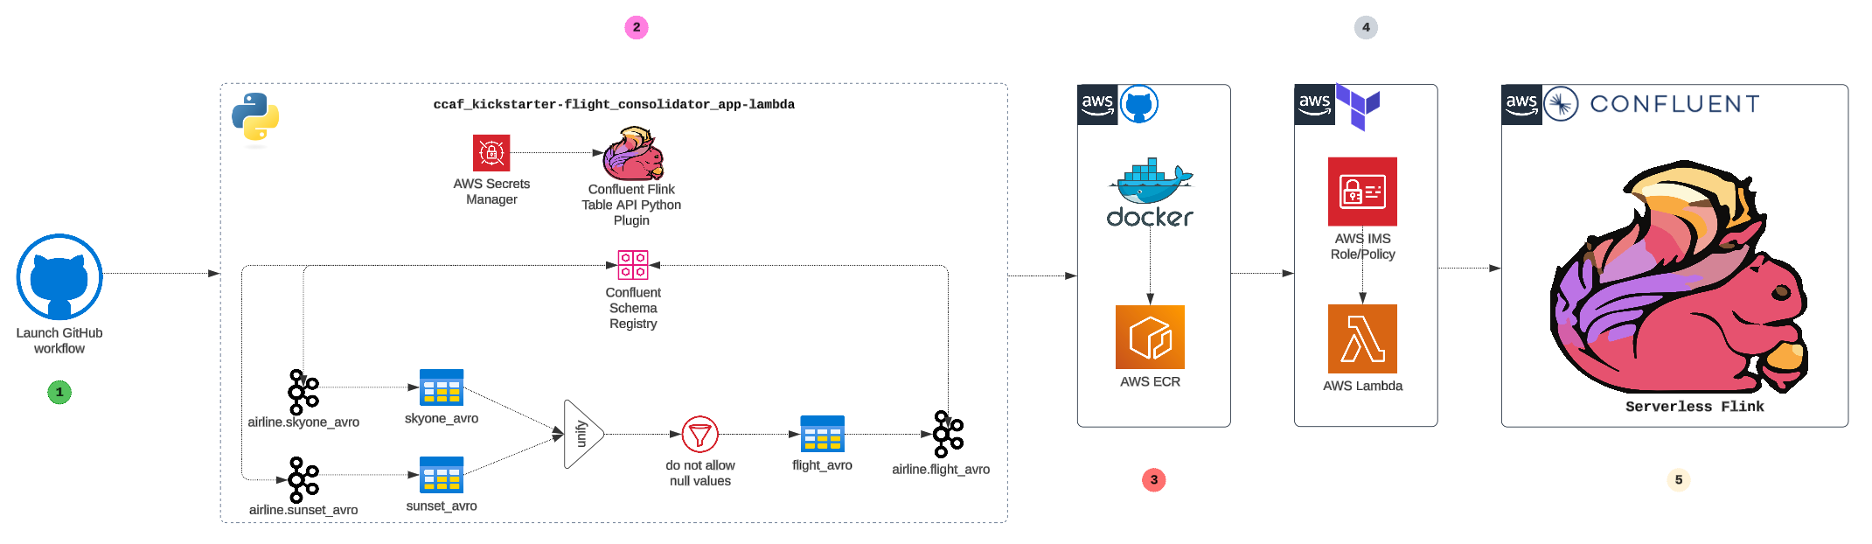 2
4
ccaf_kickstarter-flight_consolidator_app-lambda
AWS Secrets
Manager
Confluent Flink
Table API Python
Plugin
Confluent
Schema
Registry
Launch GitHub
workflow
1
airline.skyone_avro
skyone_avro
airline.sunset_avro
sunset_avro
unify
do not allow
null values
flight_avro
airline.flight_avro
aws
docker
AWS ECR
3
aws
AWS IMS
Role/Policy
AWS Lambda
aws
CONFLUENT
Serverless Flink
5